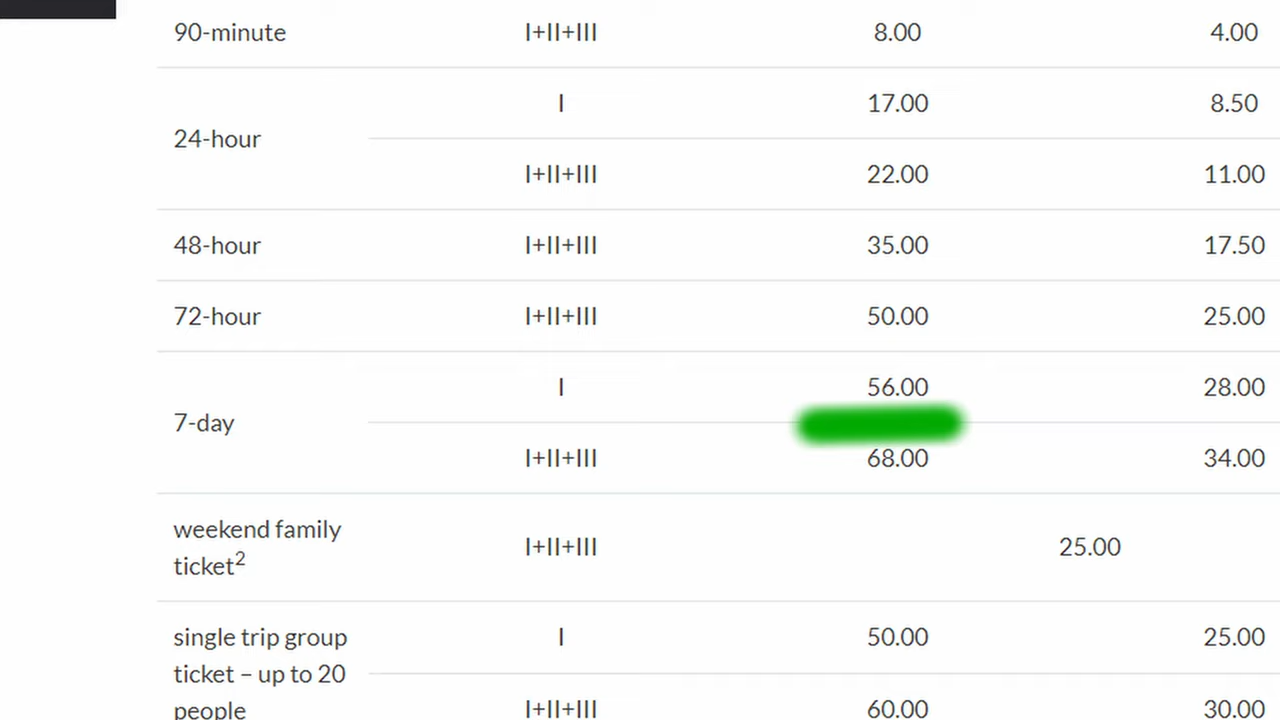 90-minute I+II+III 8.00 4.00
I 17.00 8.50
24-hour
I+II+III 22.00 11.00
48-hour I+II+III 35.00 17.50
72-hour I+II+III 50.00 25.00
I 56.00 28.00
7-day
I+II+III 68.00 34.00
weekend family
ticket2 I+II+III 25.00
single trip group I 50.00 25.00
ticket – up to 20
people I+II+III 60.00 30.00